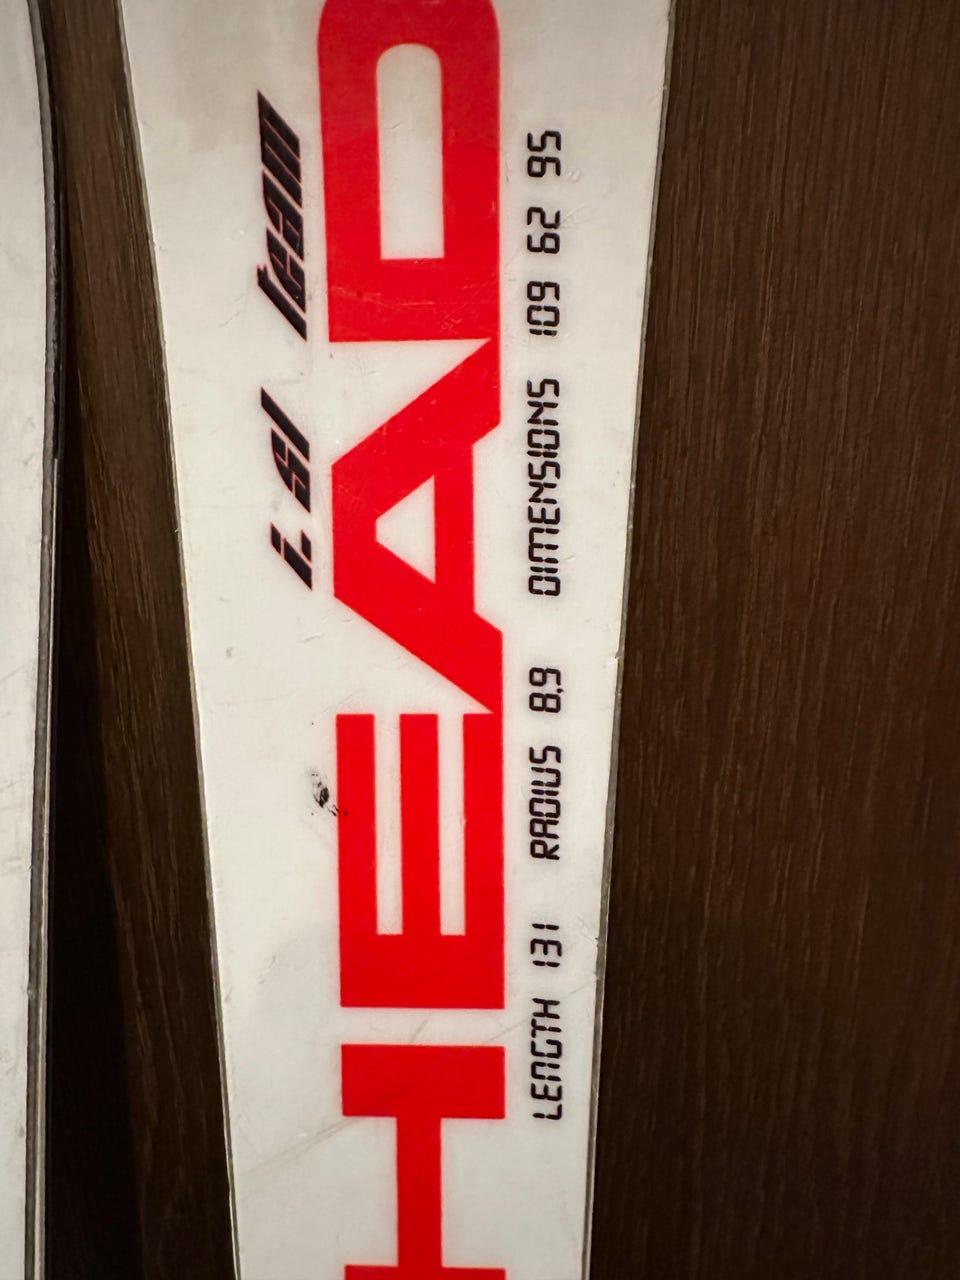 i. SL Team
HEAD
LENGTH 131 RADIUS 8.9 DIMENSIONS 109 62 95